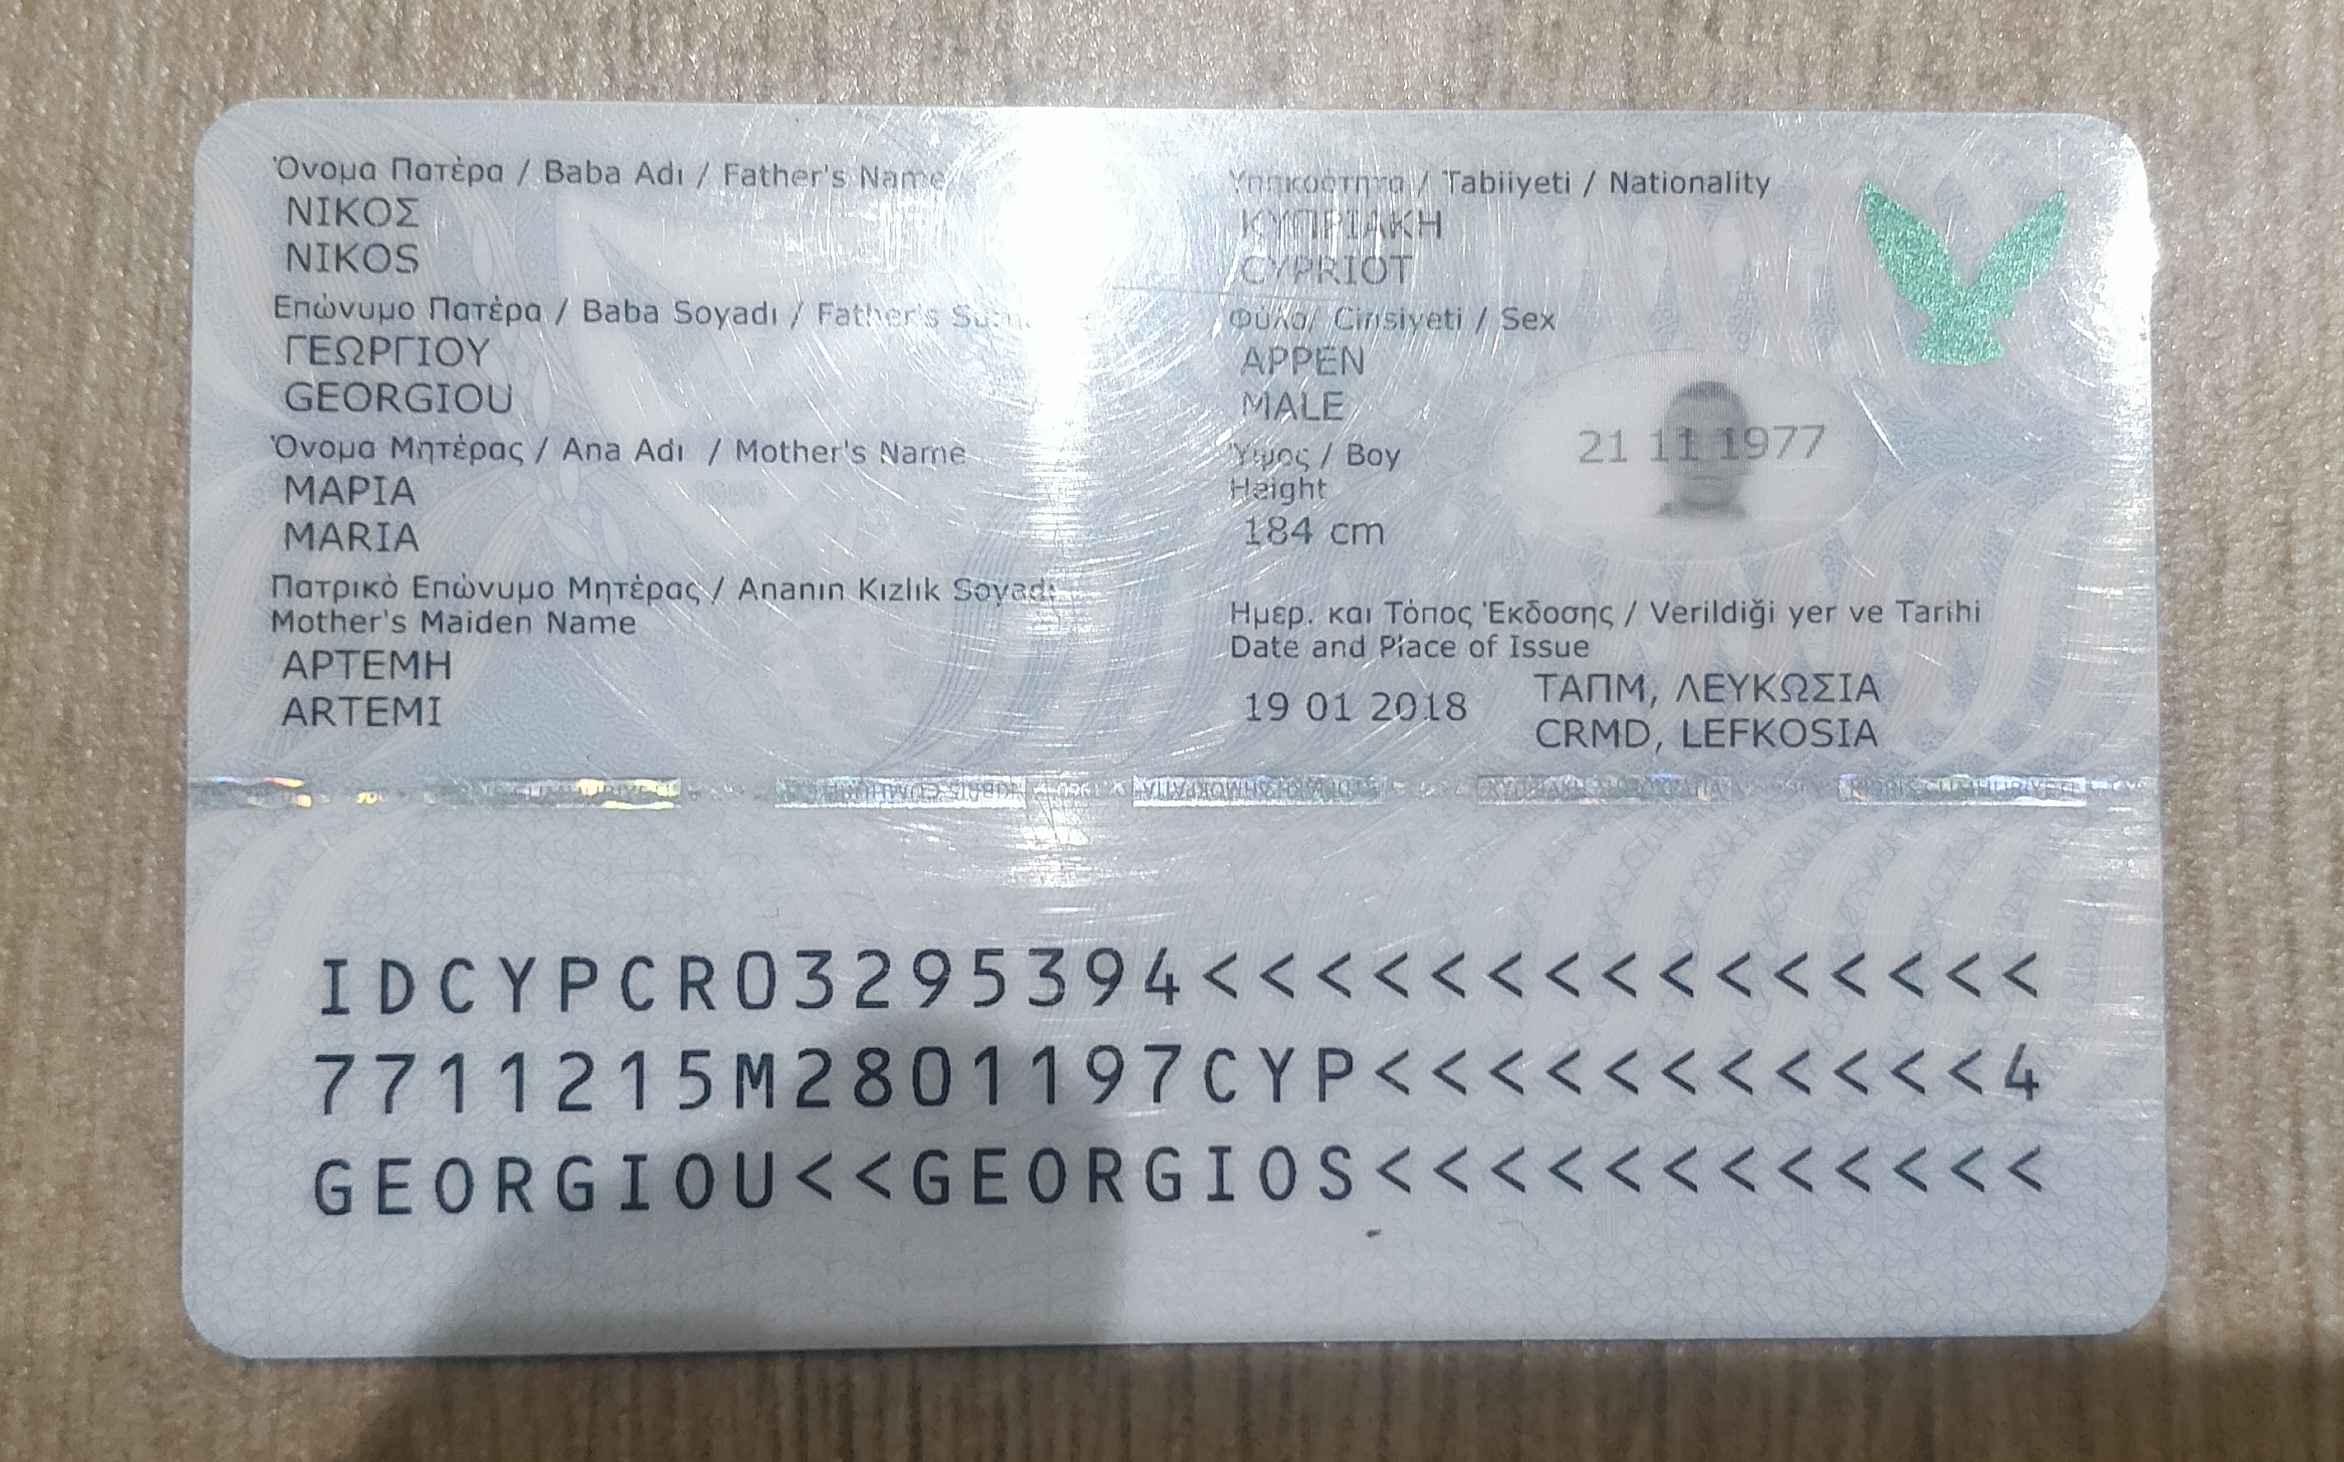 Όνομα Πατέρα / Baba Adı / Father's Name
ΝΙΚΟΣ
NIKOS
Επώνυμο Πατέρα / Baba Soyadı / Father's
ΓΕΩΡΓΙΟΥ
GEORGIOU
Όνομα Μητέρας / Ana Adı / Mother's Name
ΜΑΡΙΑ
MARIA
Πατρικό Επώνυμο Μητέρας / Ananın Kızlık Soyadı
Mother's Maiden Name
ΑΡΤΕΜΗ
ARTEMI
Υπηκοότητα / Tabiiyeti / Nationality
ΚΥΠΡΙΑΚΗ
CYPRIOT
Φύλο/ Cinsiyeti / Sex
ΑΡΡΕΝ
MALE
Ύψος / Boy
Height
184 cm
21 11 1977
Ημερ. και Τόπος Έκδοσης / Verildiği yer ve Tarihi
Date and Place of Issue
19 01 2018
ΤΑΠΜ, ΛΕΥΚΩΣΙΑ
CRMD, LEFKOSIA
IDCYPCR03295394<<<<<<<<<<<<<<<
7711215M2801197CYP<<<<<<<<<<<4
GEORGIOU<<GEORGIOS<<<<<<<<<<<<